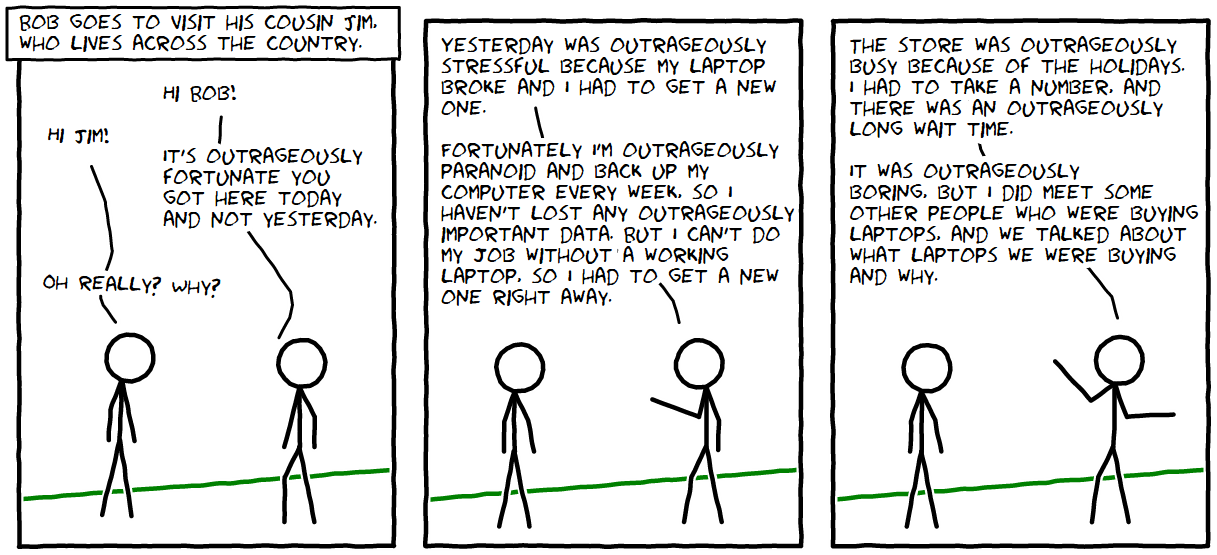 BOB GOES TO VISIT HIS COUSIN JIM,
WHO LIVES ACROSS THE COUNTRY.
HI BOB!
HI JIM!
IT'S OUTRAGEOUSLY
FORTUNATE YOU
GOT HERE TODAY
AND NOT YESTERDAY.
OH REALLY? WHY?
YESTERDAY WAS OUTRAGEOUSLY
STRESSFUL BECAUSE MY LAPTOP
BROKE AND I HAD TO GET A NEW
ONE.
FORTUNATELY I'M OUTRAGEOUSLY
PARANOID AND BACK UP MY
COMPUTER EVERY WEEK, SO I
HAVEN'T LOST ANY OUTRAGEOUSLY
IMPORTANT DATA. BUT I CAN'T DO
MY JOB WITHOUT A WORKING
LAPTOP, SO I HAD TO GET A NEW
ONE RIGHT AWAY.
THE STORE WAS OUTRAGEOUSLY
BUSY BECAUSE OF THE HOLIDAYS.
I HAD TO TAKE A NUMBER, AND
THERE WAS AN OUTRAGEOUSLY
LONG WAIT TIME.
IT WAS OUTRAGEOUSLY
BORING, BUT I DID MEET SOME
OTHER PEOPLE WHO WERE BUYING
LAPTOPS, AND WE TALKED ABOUT
WHAT LAPTOPS WE WERE BUYING
AND WHY.